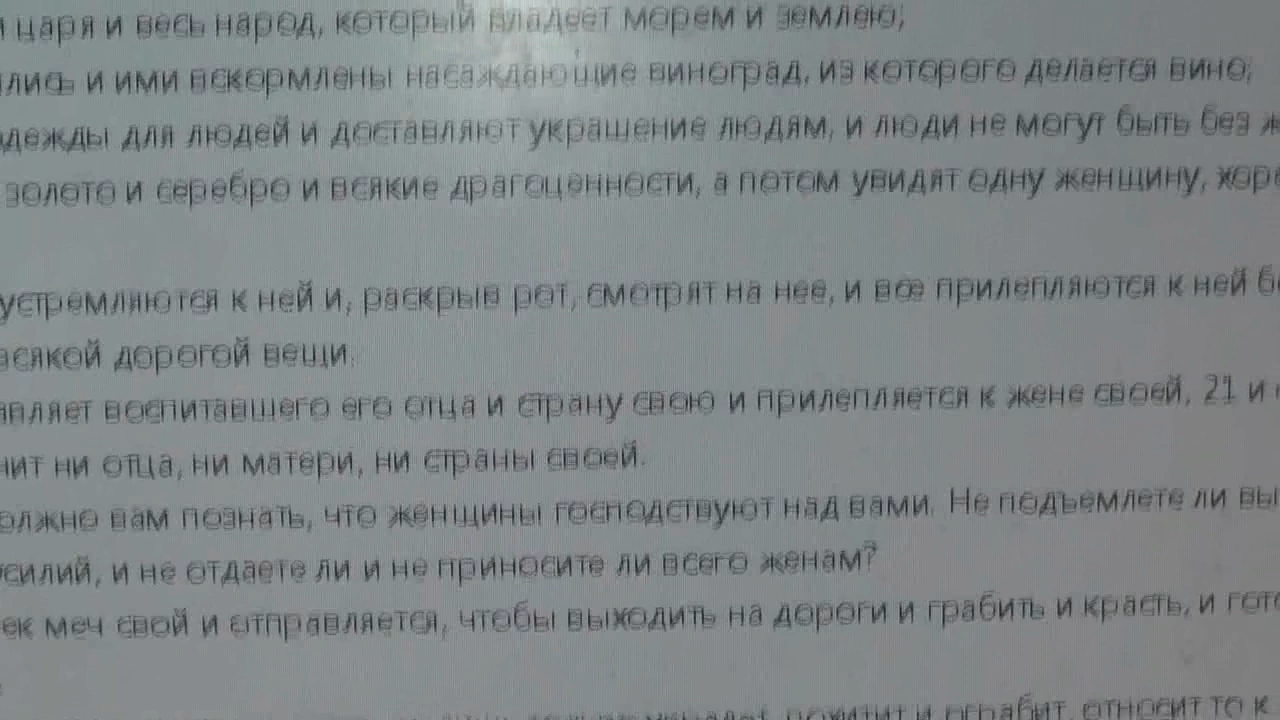 царя и весь народ, который владеет морем и землею;
лись и ими вскормлены насаждающие виноград, из которого делается вино;
дежды для людей и доставляют украшение людям, и люди не могут быть без ж
золото и серебро и всякие драгоценности, а потом увидят одну женщину, хоро
устремляются к ней и, раскрыв рот, смотрят на нее, и все прилепляются к ней бо
всякой дорогой вещи.
авляет воспитавшего его отца и страну свою и прилепляется к жене своей, 21 и с
нит ни отца, ни матери, ни страны своей.
олжно вам познать, что женщины господствуют над вами. Не подъемлете ли вы
усилий, и не отдаете ли и не приносите ли всего женам?
ек меч свой и отправляется, чтобы выходить на дороги и грабить и красть, и гото
похитит и ограбит, относит то к